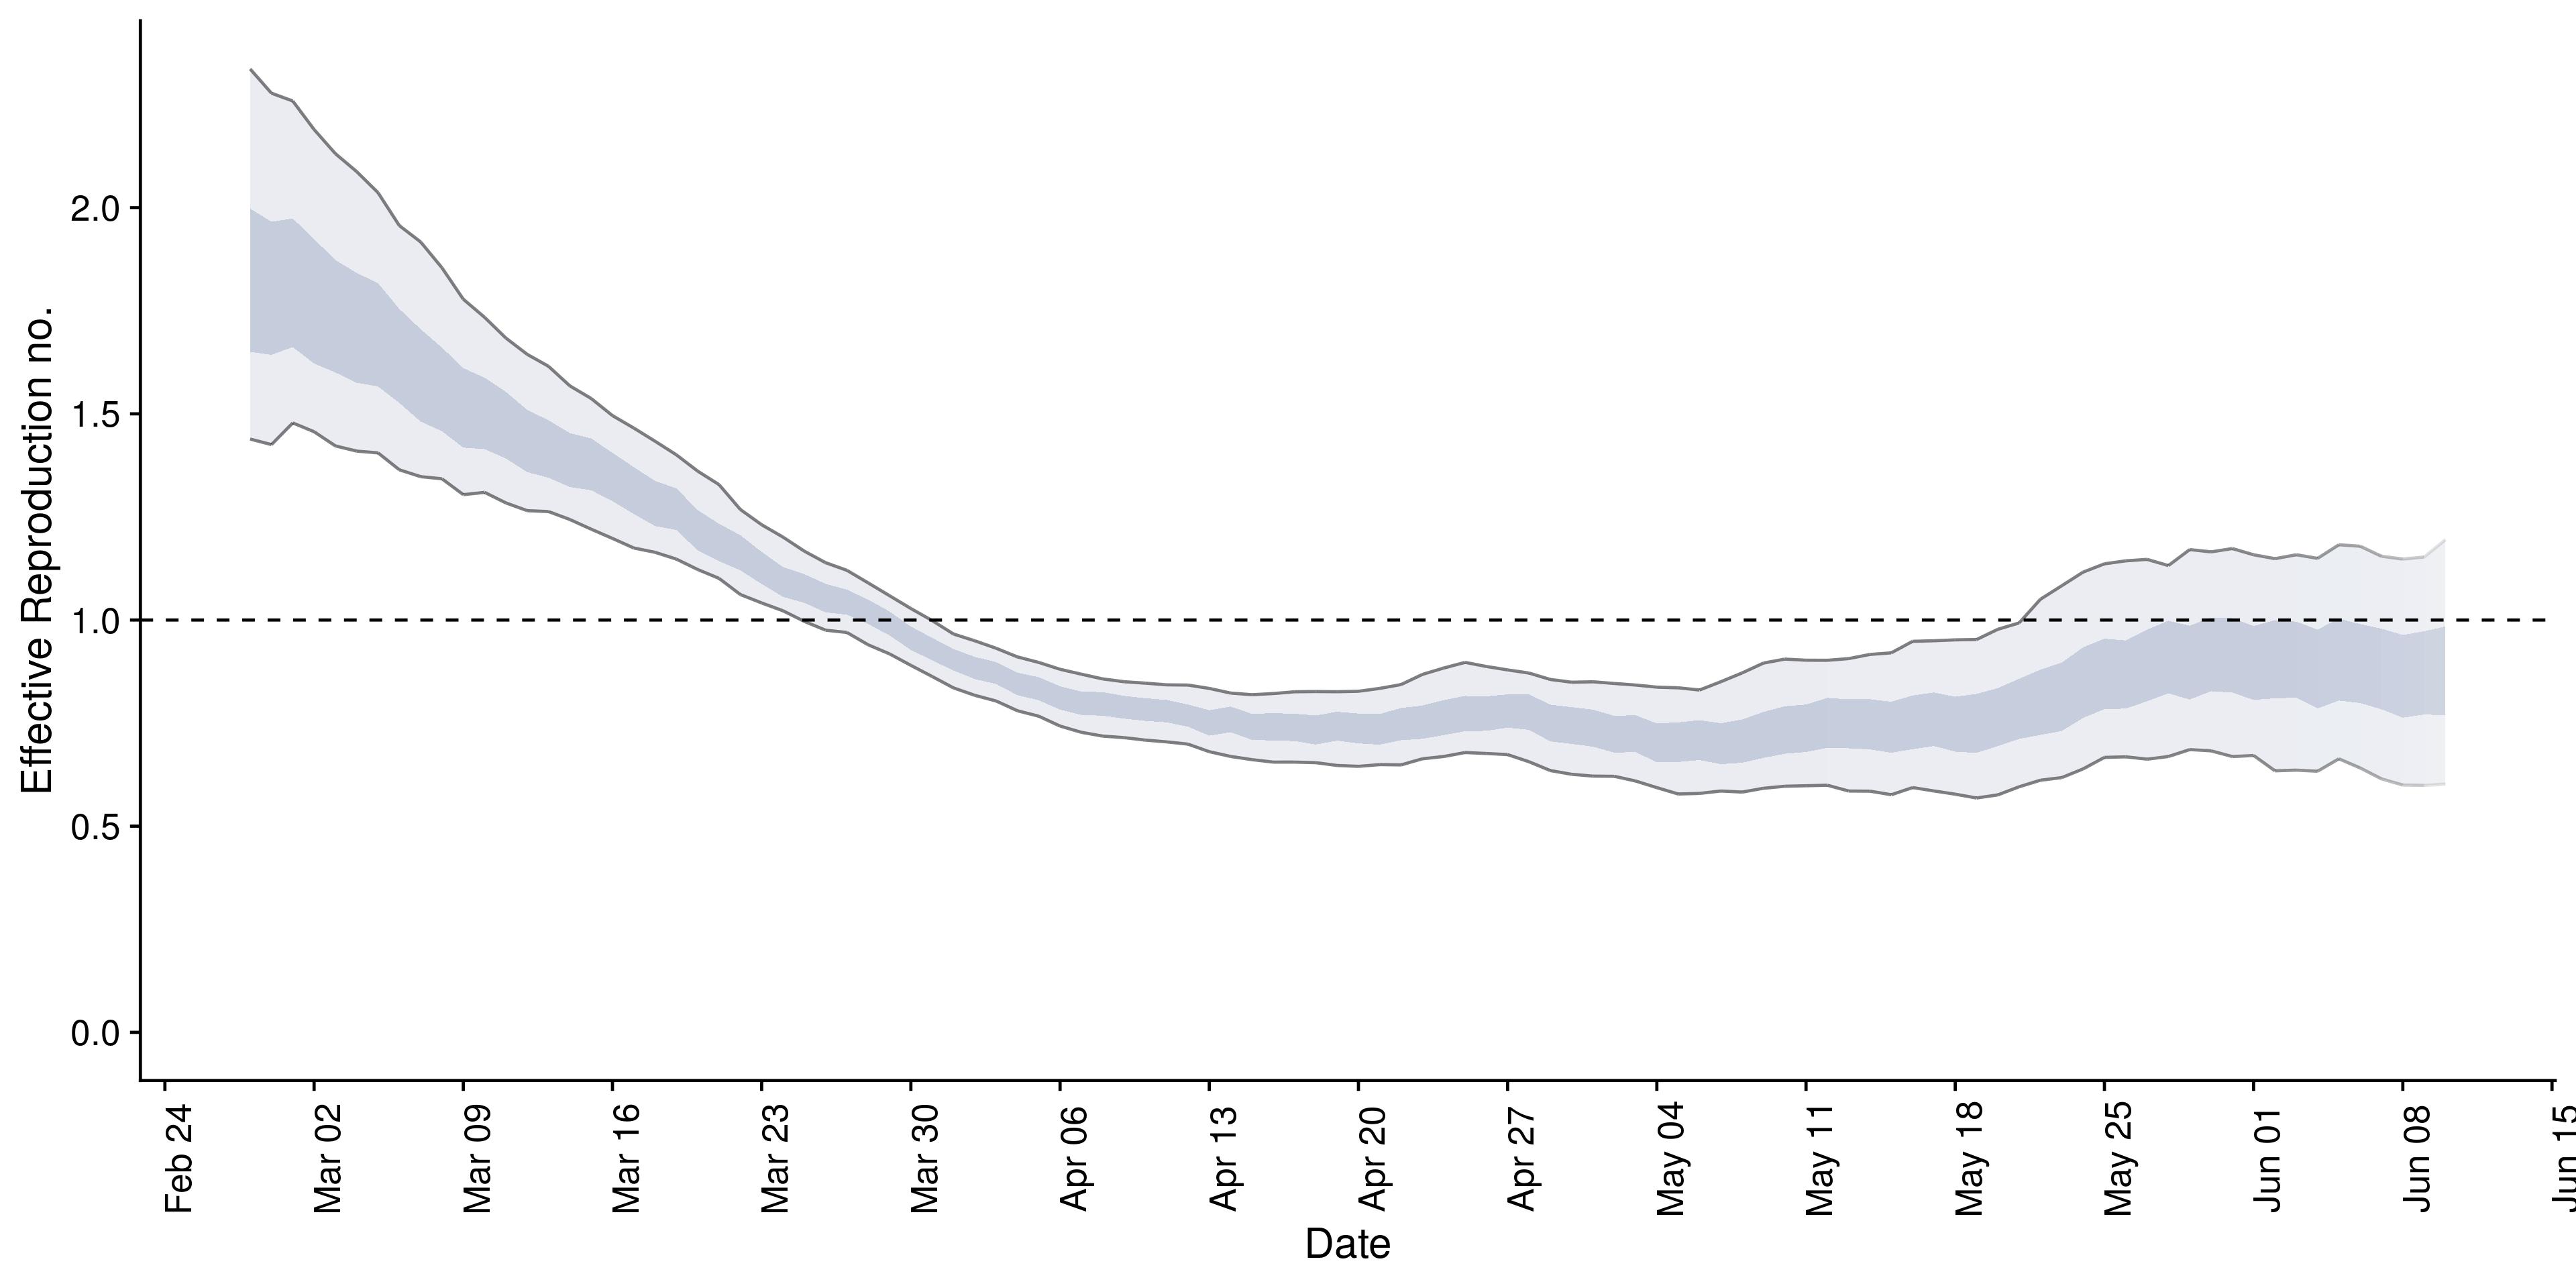 Effective Reproduction no.
2.0
1.5
1.0
0.5
0.0
Feb 24
Mar 02
Mar 09
Mar 16
Mar 23
Mar 30
Apr 06
Apr 13
Apr 20
Apr 27
May 04
May 11
May 18
May 25
Jun 01
Jun 08
Jun 15
Date